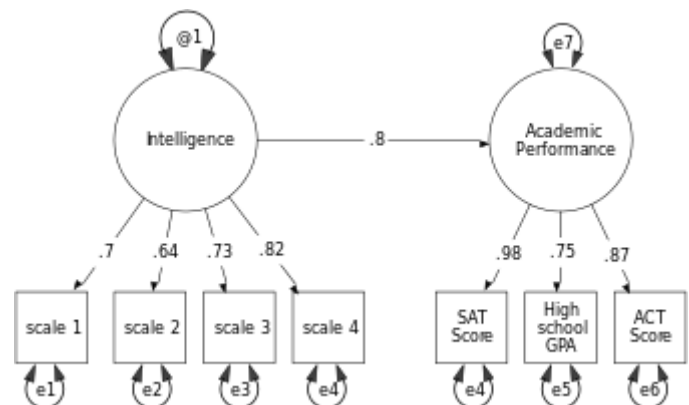 @1
e7
Intelligence
Academic
Performance
.8
.7
.64
.73
.82
.98
.75
.87
scale 1
scale 2
scale 3
scale 4
SAT
Score
High
school
GPA
ACT
Score
e1
e2
e3
e4
e4
e5
e6